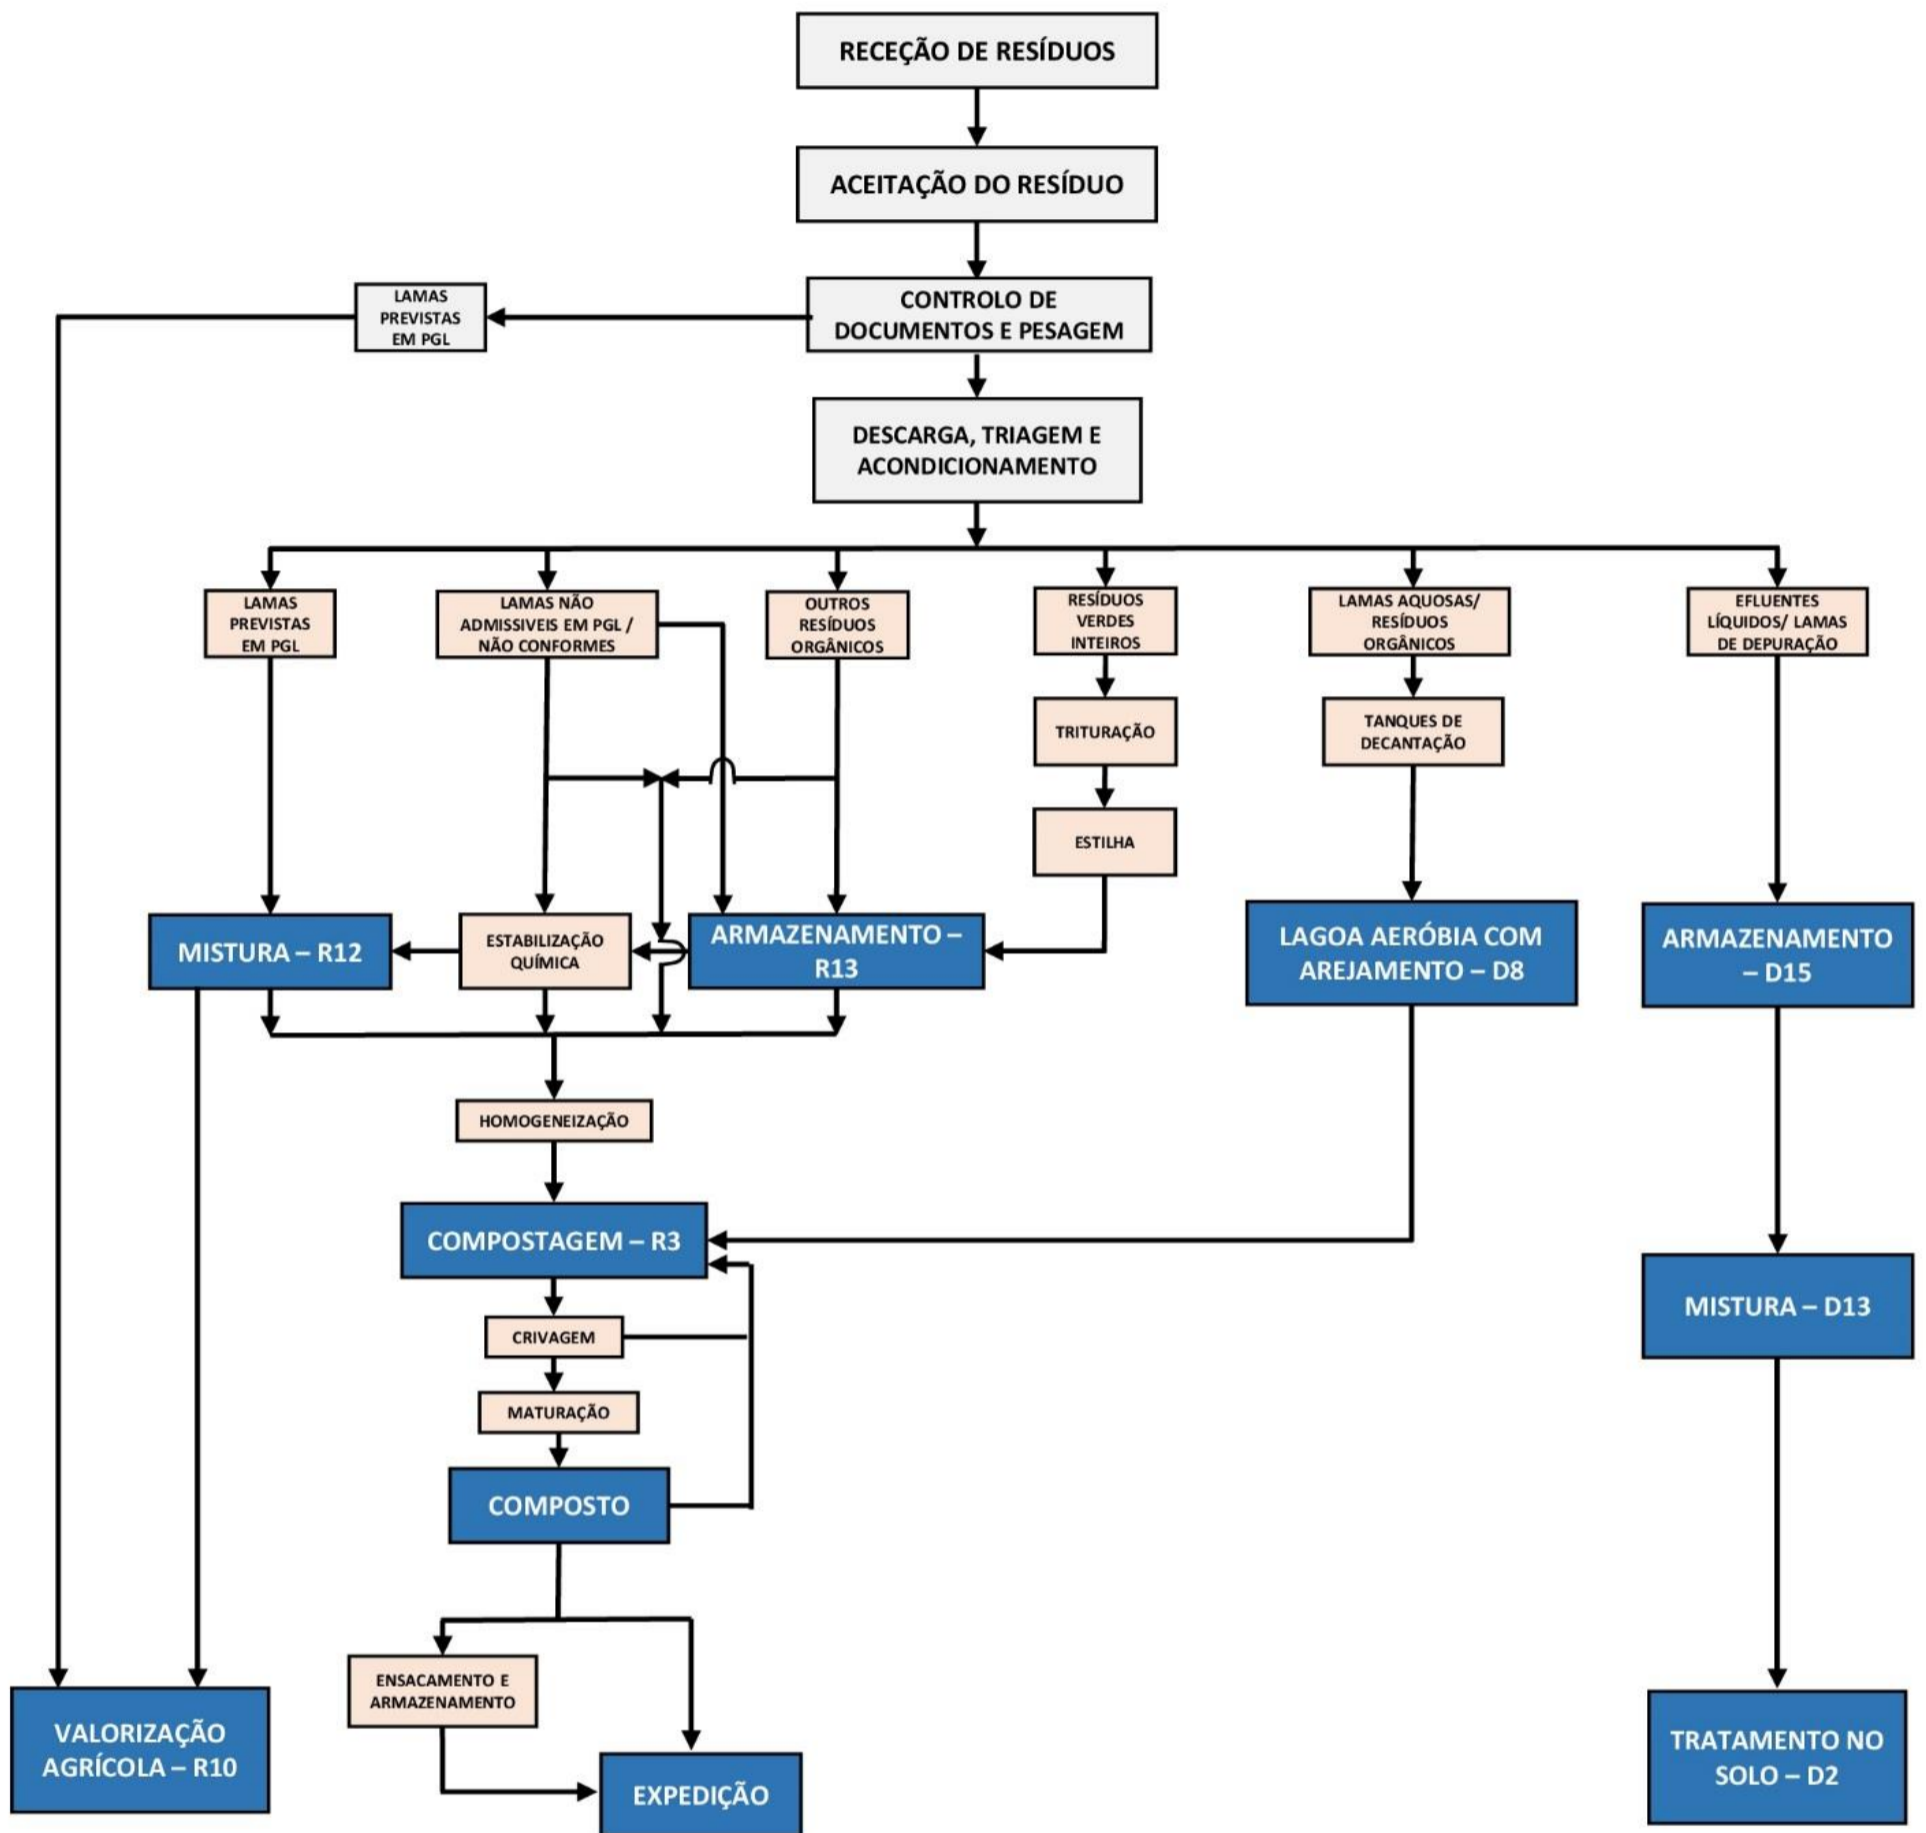 RECEÇÃO DE RESÍDUOS
ACEITAÇÃO DO RESÍDUO
LAMAS
PREVISTAS
EM PGL
CONTROLO DE
DOCUMENTOS E PESAGEM
DESCARGA, TRIAGEM E
ACONDICIONAMENTO
LAMAS
PREVISTAS
EM PGL
LAMAS NÃO
ADMISSIVEIS EM PGL /
NÃO CONFORMES
OUTROS
RESÍDUOS
ORGÂNICOS
RESÍDUOS
VERDES
INTEIROS
LAMAS AQUOSAS/
RESÍDUOS
ORGÂNICOS
EFLUENTES
LÍQUIDOS/ LAMAS
DE DEPURAÇÃO
TRITURAÇÃO
TANQUES DE
DECANTAÇÃO
ESTILHA
MISTURA – R12
ESTABILIZAÇÃO
QUÍMICA
ARMAZENAMENTO –
R13
LAGOA AERÓBIA COM
AREJAMENTO – D8
ARMAZENAMENTO
– D15
HOMOGENEIZAÇÃO
COMPOSTAGEM – R3
MISTURA – D13
CRIVAGEM
MATURAÇÃO
COMPOSTO
ENSACAMENTO E
ARMAZENAMENTO
VALORIZAÇÃO
AGRÍCOLA – R10
EXPEDIÇÃO
TRATAMENTO NO
SOLO – D2